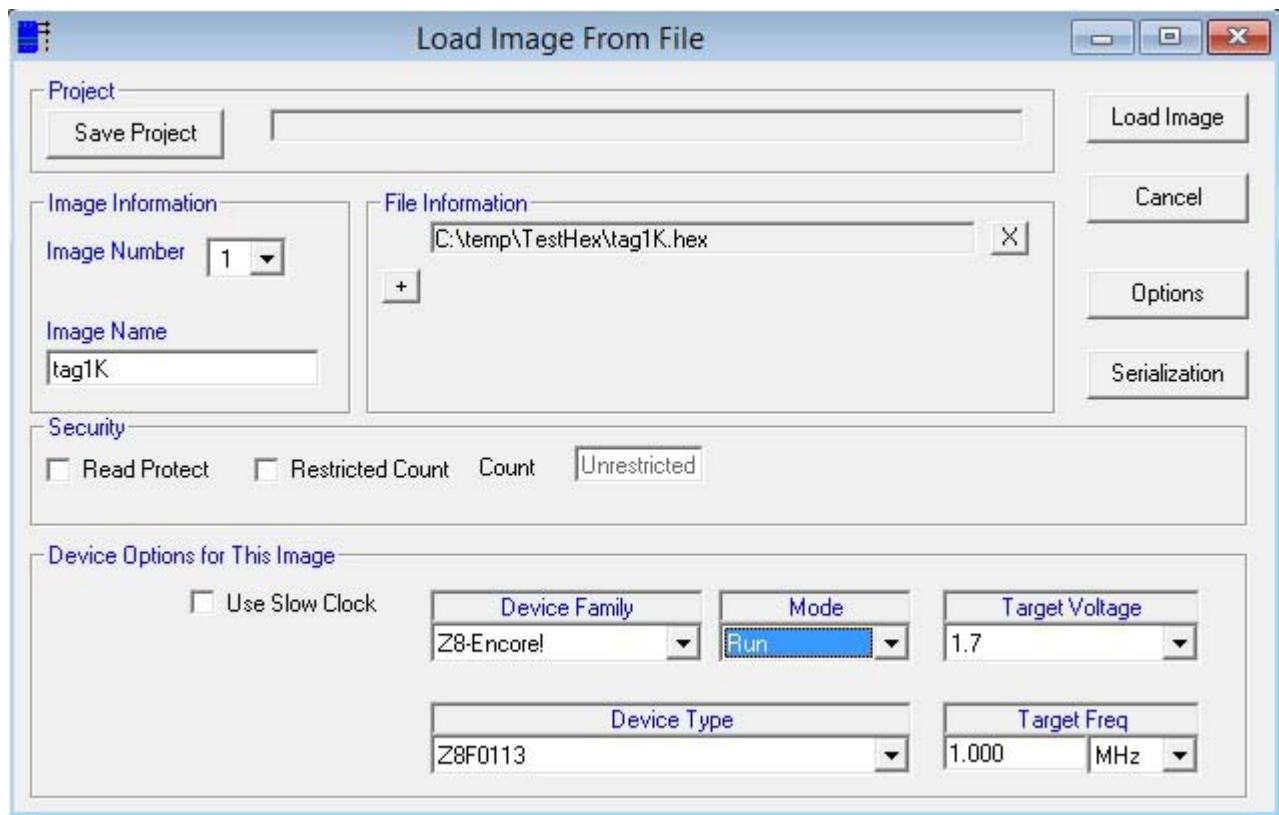 Load Image From File
Project
Save Project
Load Image
Image Information
Image Number 1
Image Name
tag1K
File Information
C:\temp\TestHex\tag1K.hex X
+
Cancel
Options
Serialization
Security
Read Protect Restricted Count Count Unrestricted
Device Options for This Image
Use Slow Clock
Device Family Mode Target Voltage
Z8-Encore! Run 1.7
Device Type Target Freq
Z8F0113 1.000 MHz